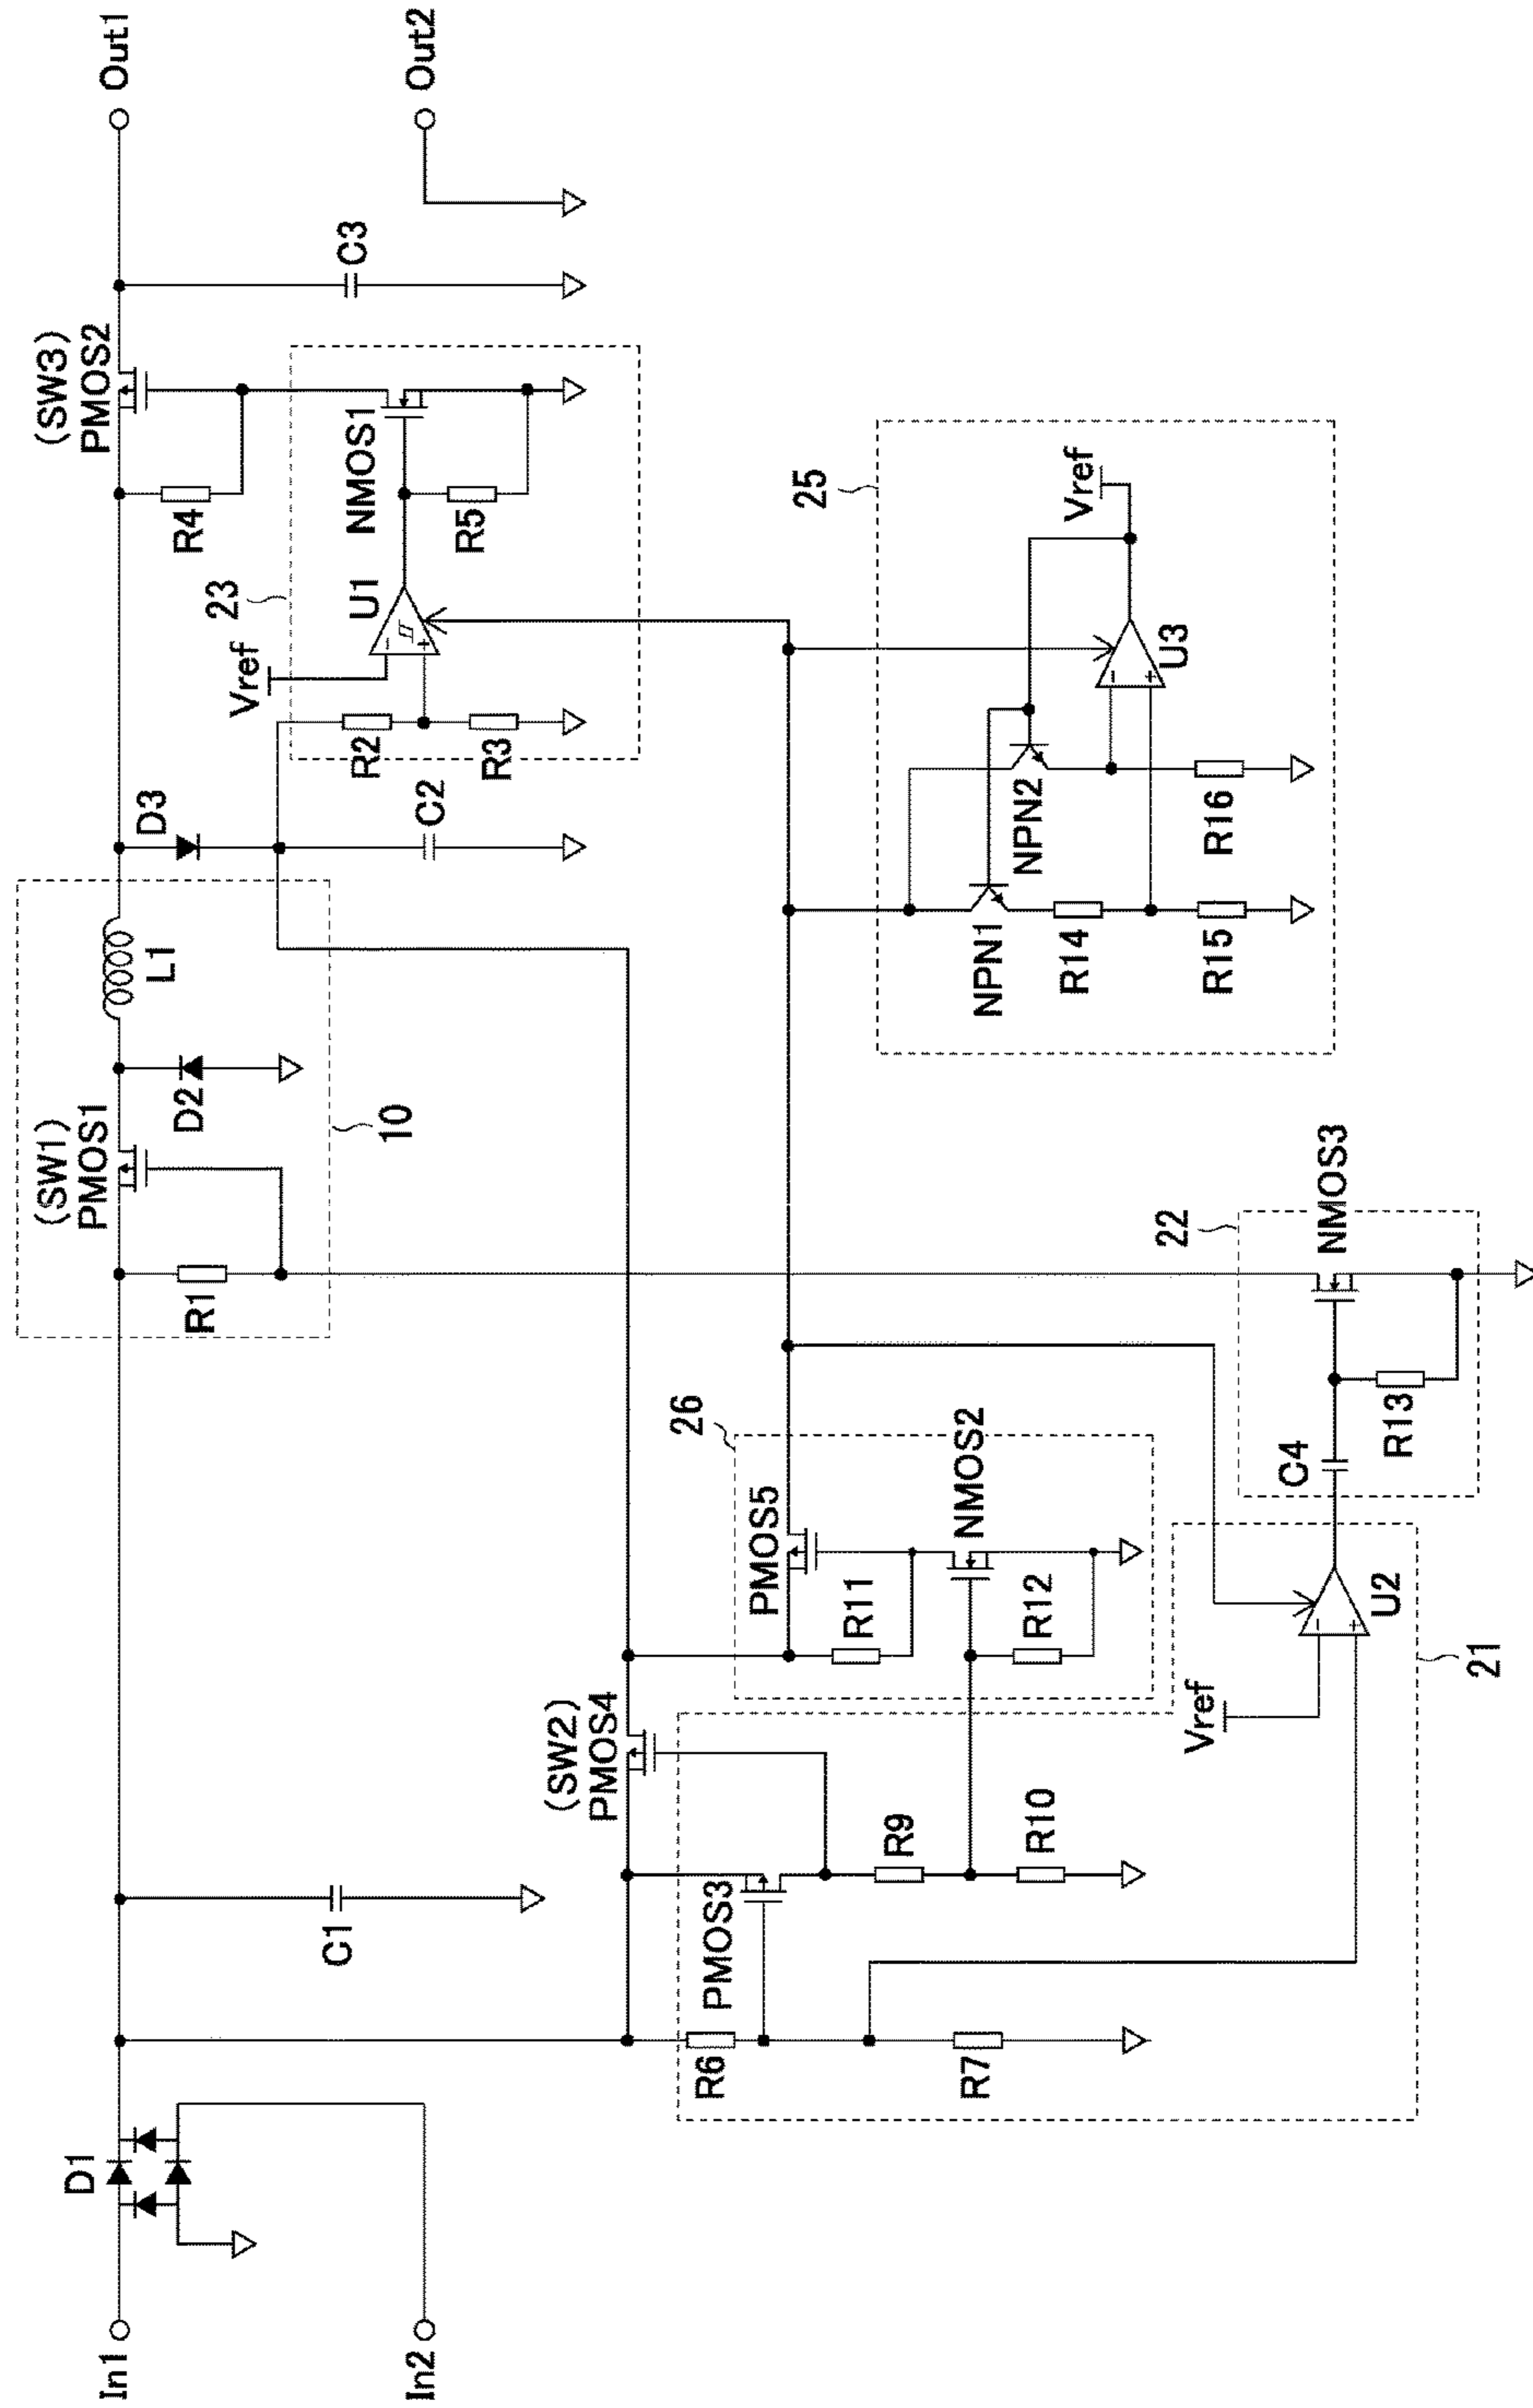 In1
In2
D1
C1
(SW1)
PMOS1
R1
D2
L1
10
D3
C2
(SW3)
PMOS2
R4
Out1
Out2
C3
23
Vref
R2
R3
U1
NMOS1
R5
(SW2)
PMOS4
PMOS3
R6
R7
R9
R10
26
PMOS5
R11
NMOS2
R12
Vref
U2
21
22
C4
NMOS3
R13
25
NPN1
NPN2
R14
R15
R16
U3
Vref